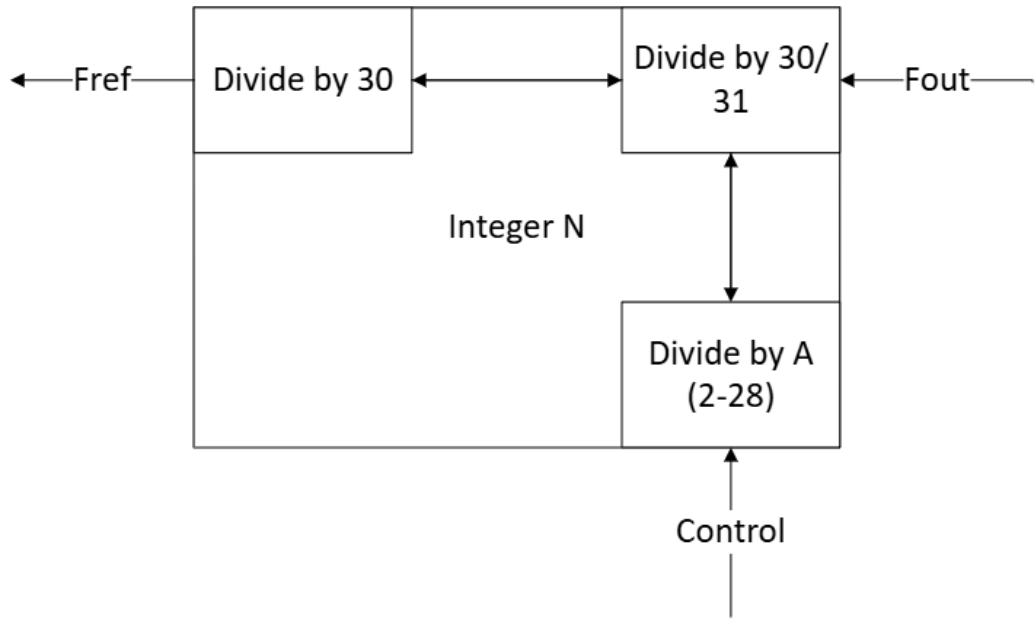 Fref
Divide by 30
Divide by 30/
31
Fout
Integer N
Divide by A
(2-28)
Control